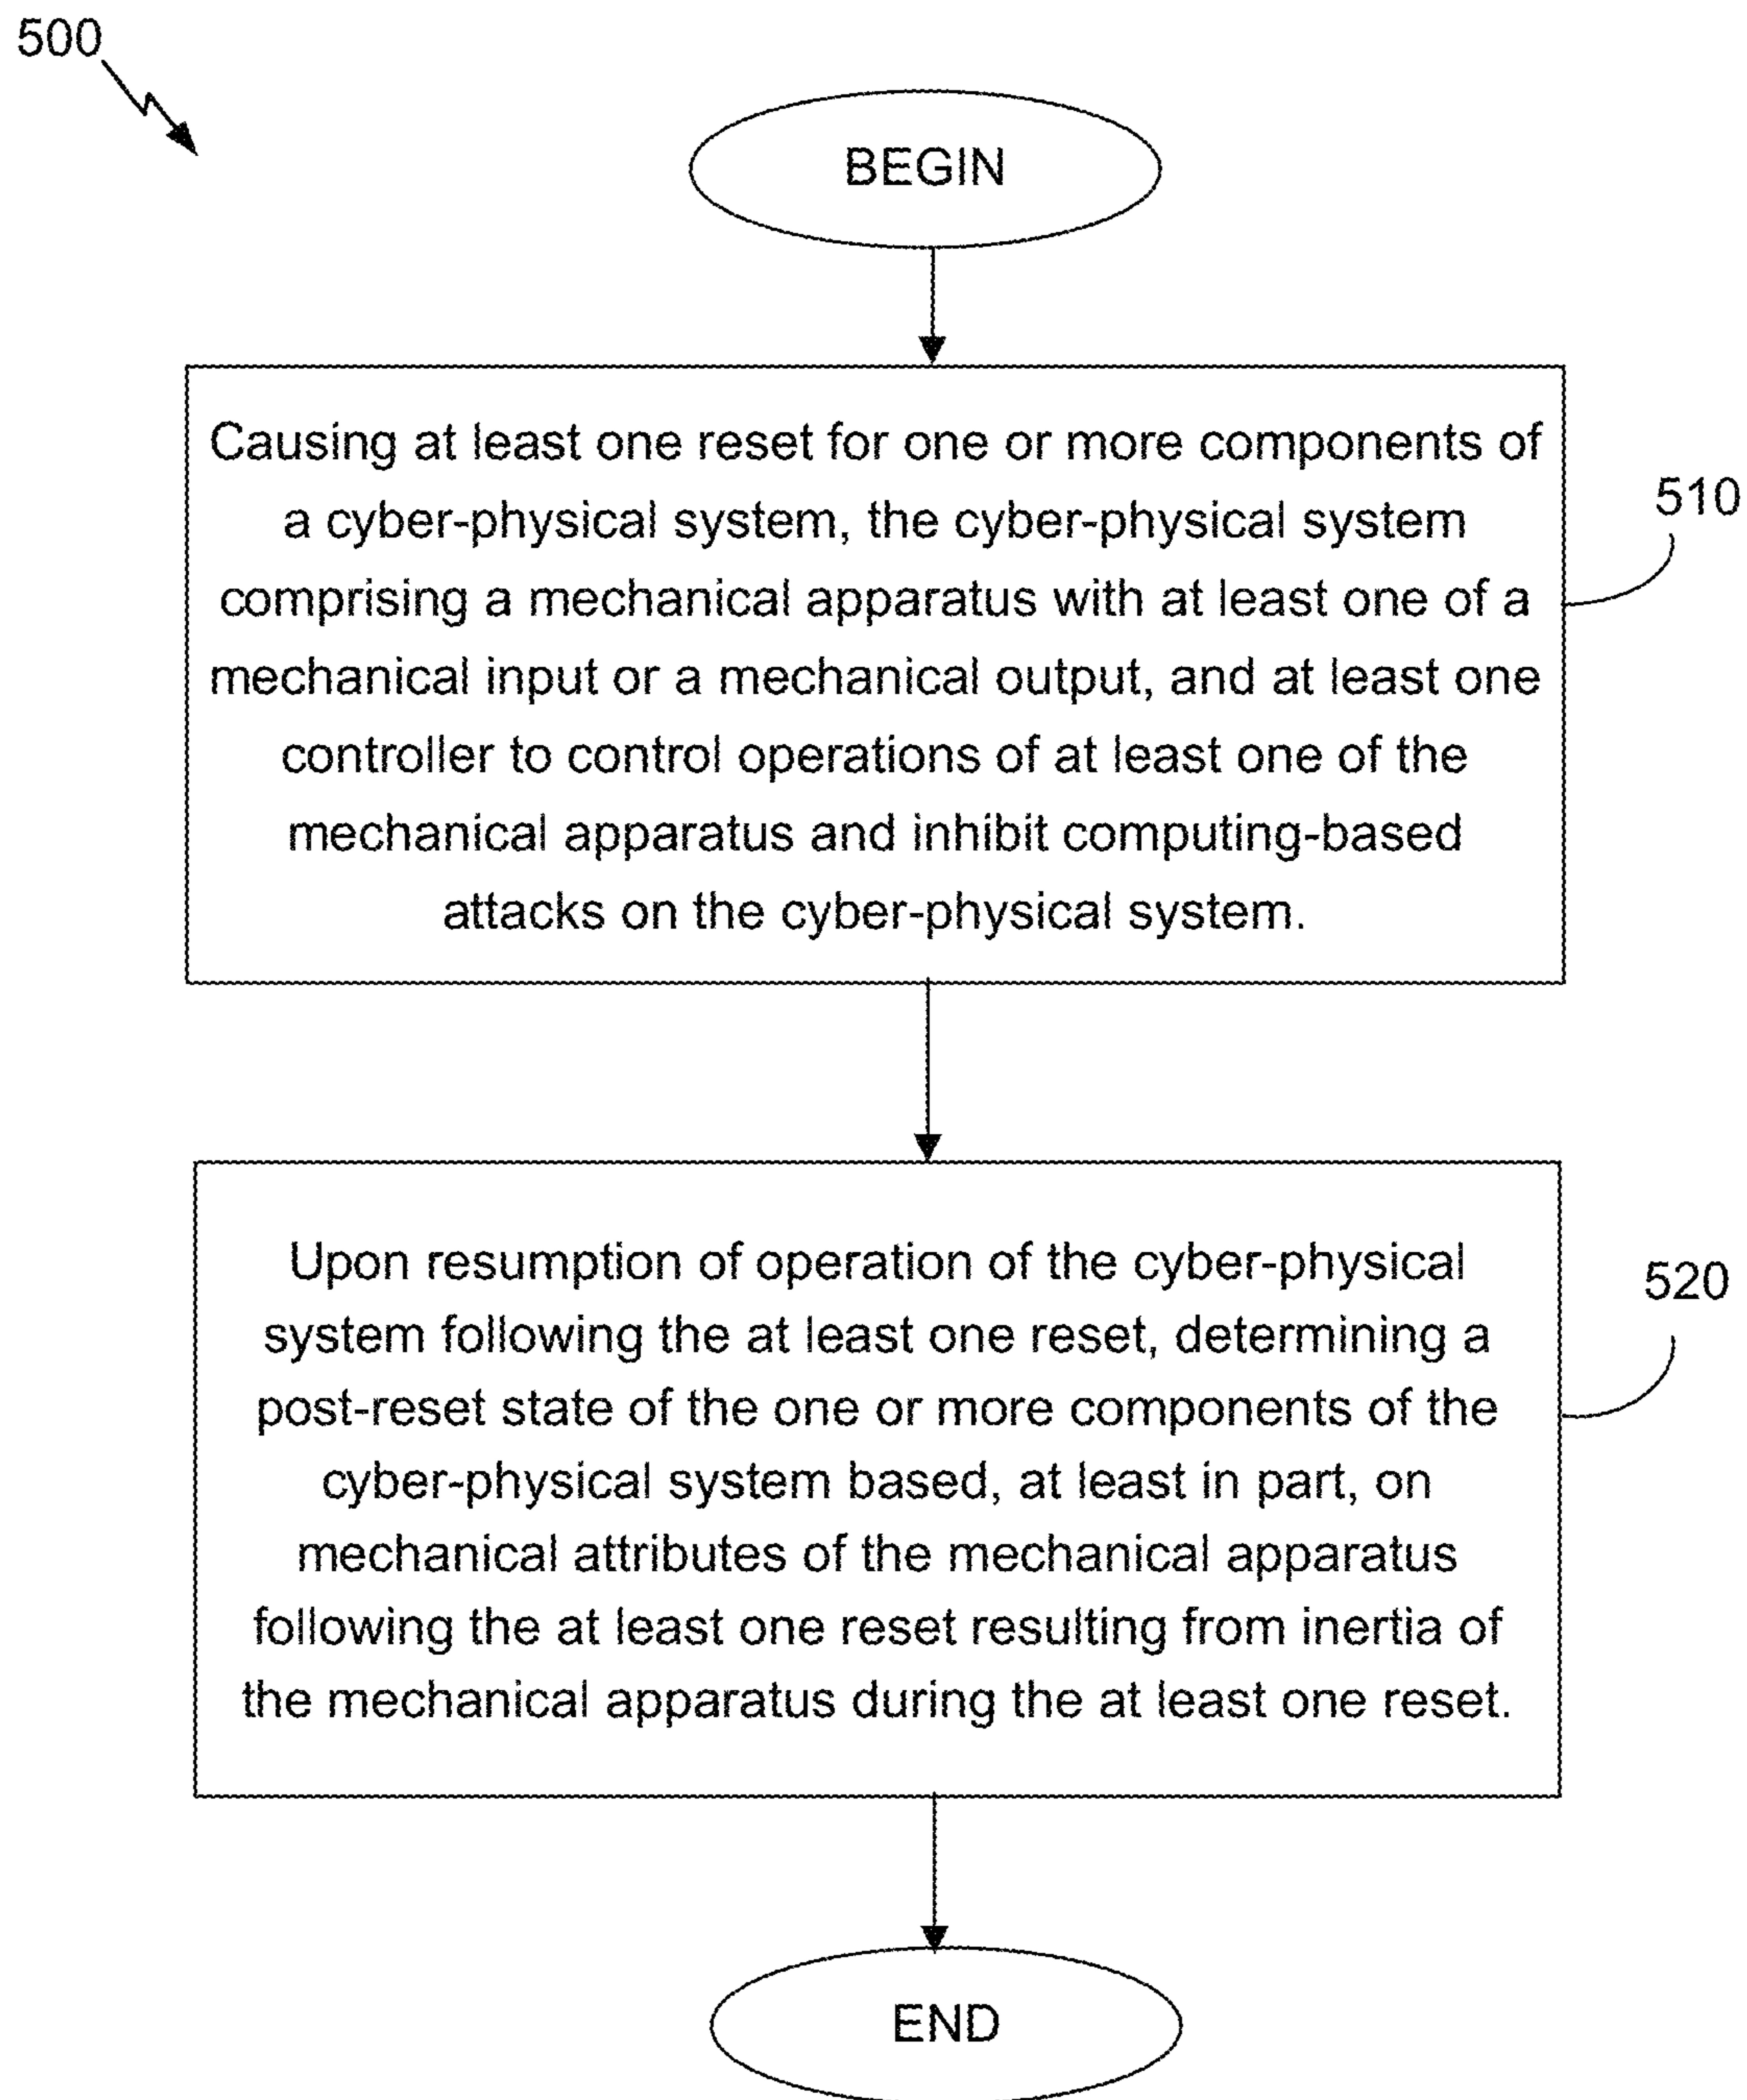 500
BEGIN
Causing at least one reset for one or more components of
a cyber-physical system, the cyber-physical system
comprising a mechanical apparatus with at least one of a
mechanical input or a mechanical output, and at least one
controller to control operations of at least one of the
mechanical apparatus and inhibit computing-based
attacks on the cyber-physical system.
510
Upon resumption of operation of the cyber-physical
system following the at least one reset, determining a
post-reset state of the one or more components of the
cyber-physical system based, at least in part, on
mechanical attributes of the mechanical apparatus
following the at least one reset resulting from inertia of
the mechanical apparatus during the at least one reset.
520
END